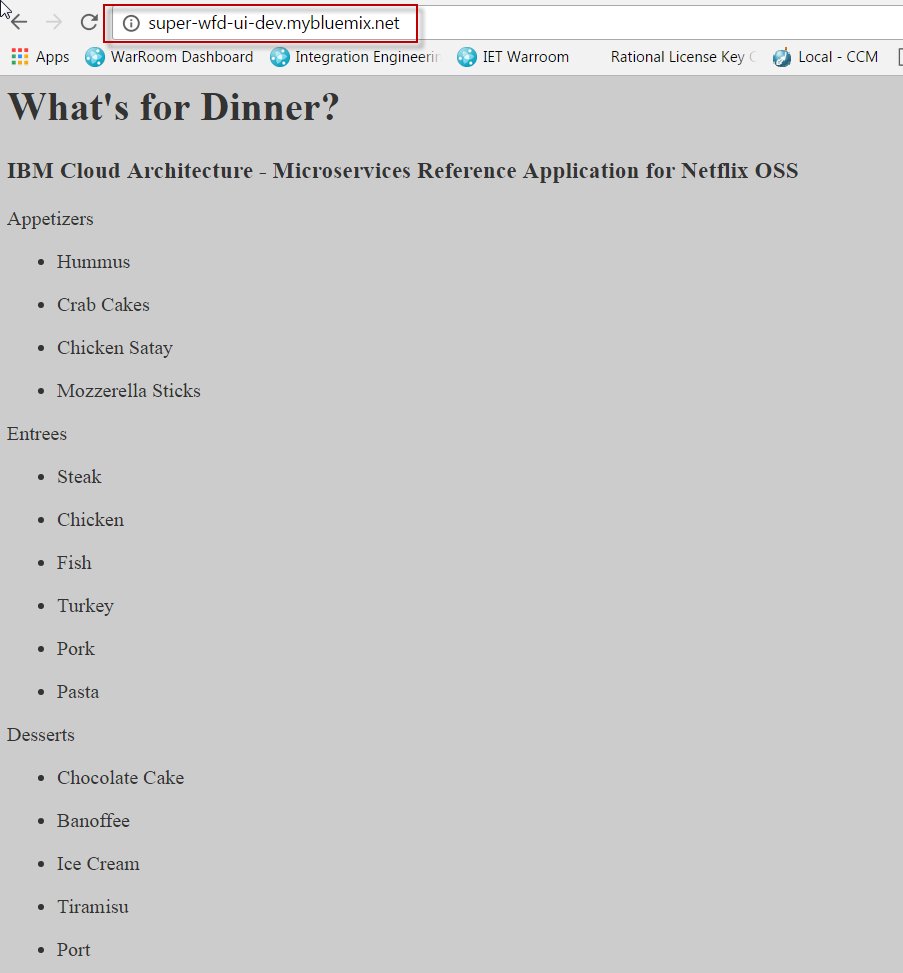 super-wfd-ui-dev.mybluemix.net
Apps WarRoom Dashboard Integration Engineerin IET Warroom Rational License Key Local - CCM
What's for Dinner?
IBM Cloud Architecture - Microservices Reference Application for Netflix OSS
Appetizers
Hummus
Crab Cakes
Chicken Satay
Mozzerella Sticks
Entrees
Steak
Chicken
Fish
Turkey
Pork
Pasta
Desserts
Chocolate Cake
Banoffee
Ice Cream
Tiramisu
Port